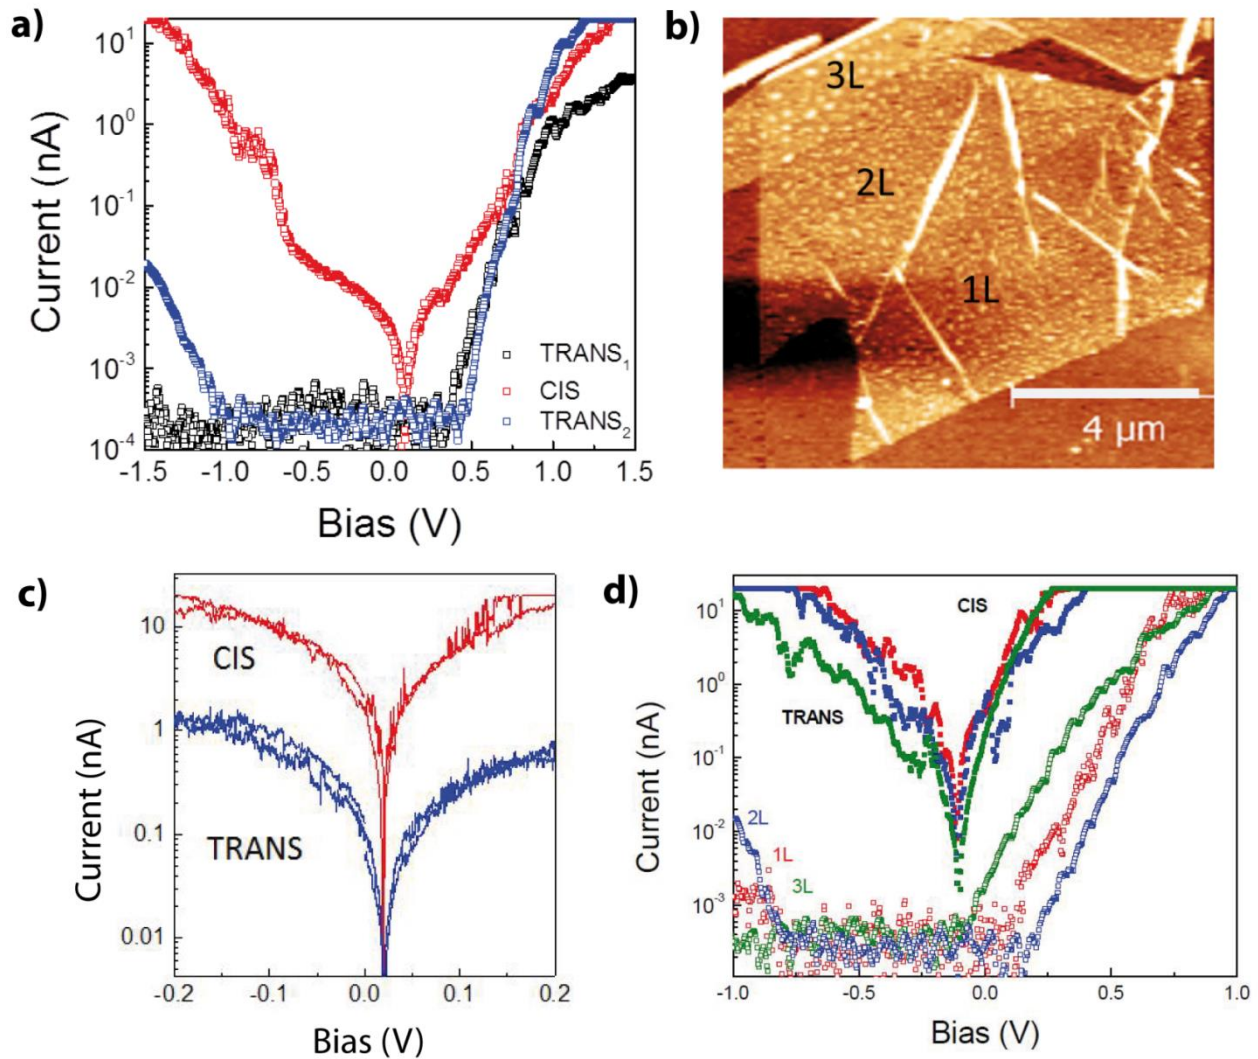 a)
Current (nA)
10¹
10⁰
10⁻¹
10⁻²
10⁻³
10⁻⁴
TRANS₁
CIS
TRANS₂
-1.5 -1.0 -0.5 0.0 0.5 1.0 1.5
Bias (V)
b)
3L
2L
1L
4 μm
c)
Current (nA)
10
1
0.1
0.01
CIS
TRANS
-0.2 -0.1 0.0 0.1 0.2
Bias (V)
d)
Current (nA)
10¹
10⁰
10⁻¹
10⁻²
10⁻³
CIS
TRANS
2L
1L
3L
-1.0 -0.5 0.0 0.5 1.0
Bias (V)